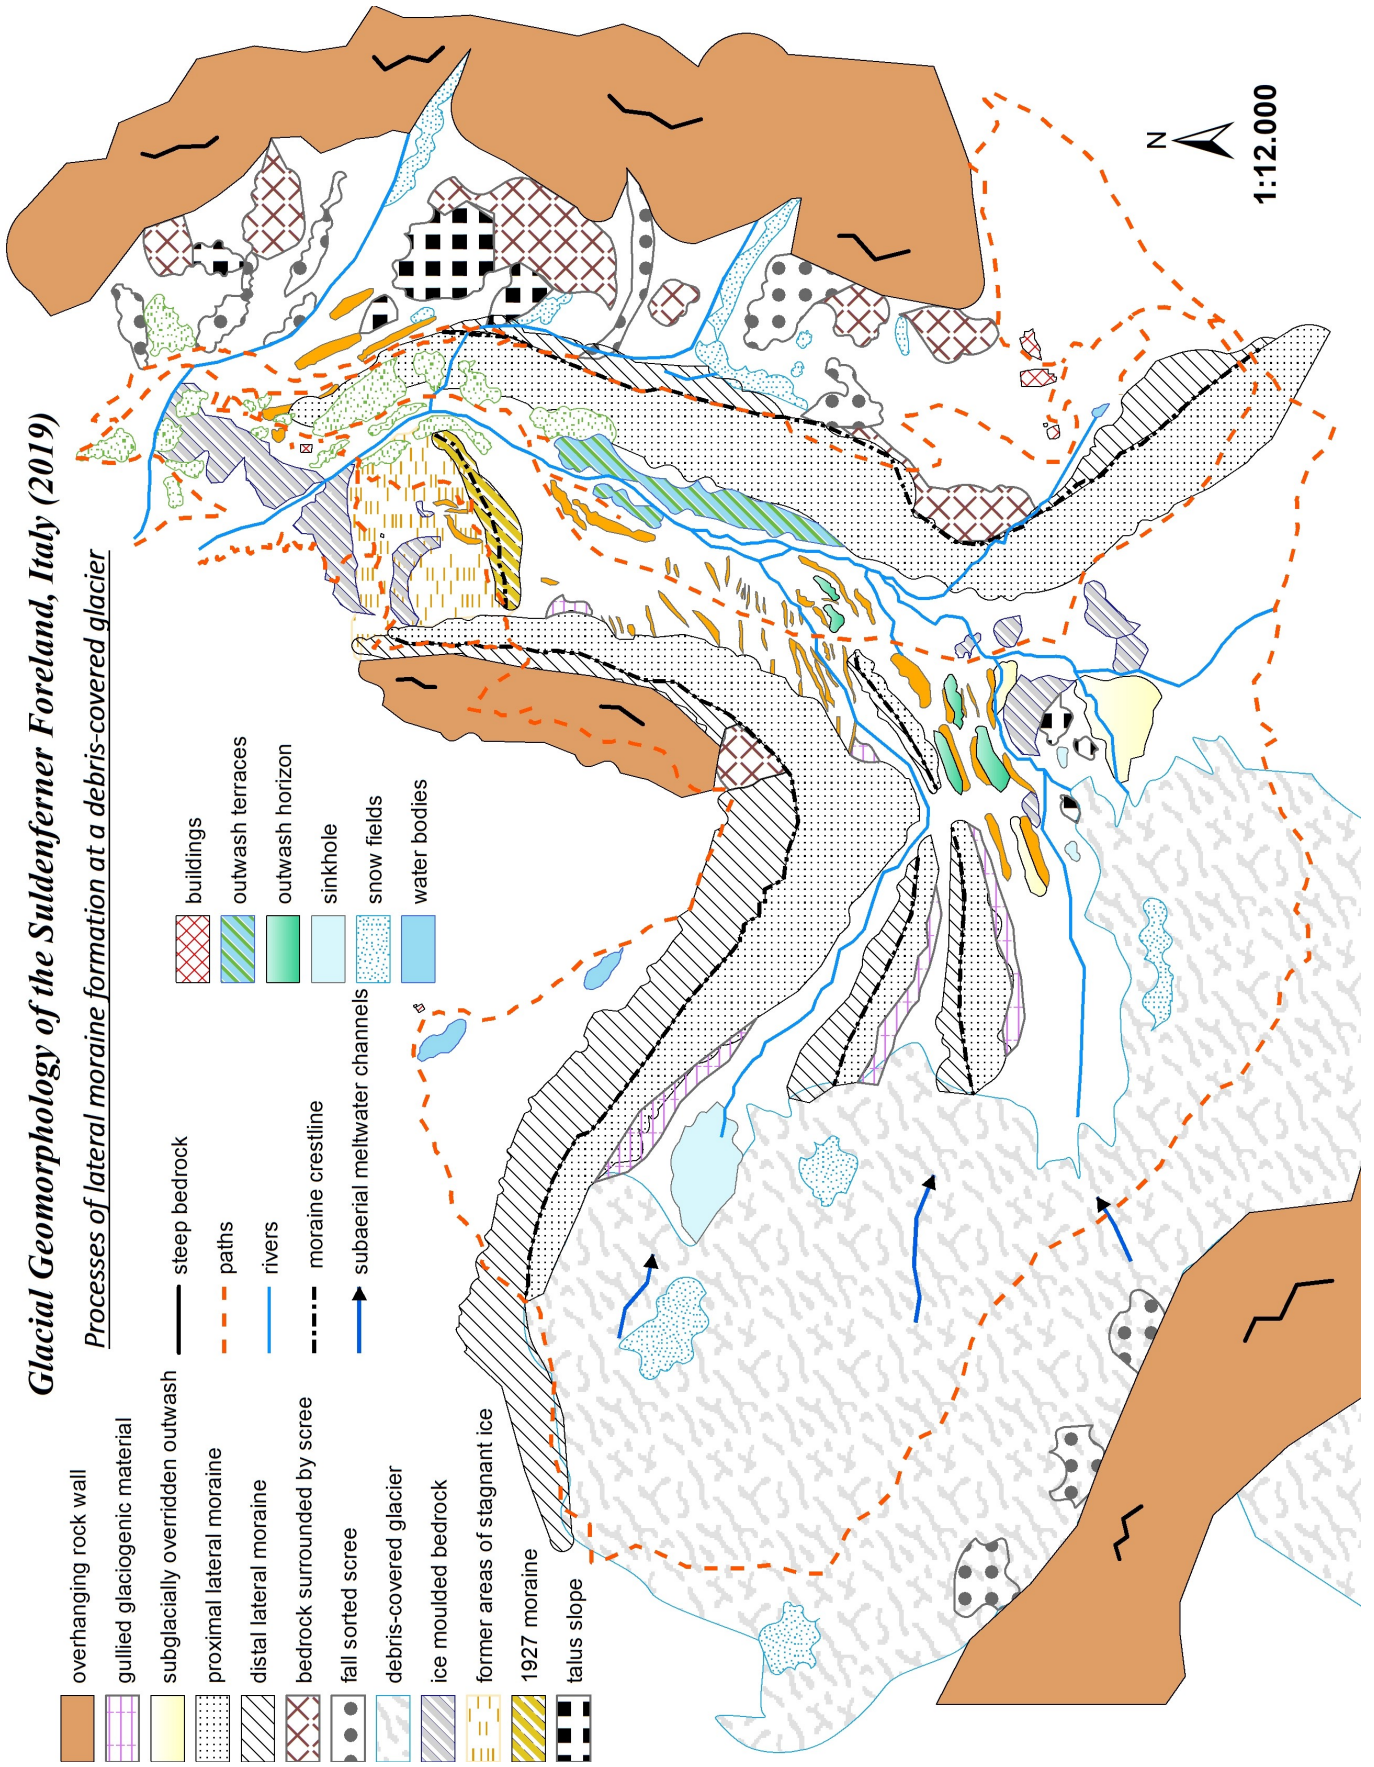 Glacial Geomorphology of the Suldenferner Foreland, Italy (2019)
Processes of lateral moraine formation at a debris-covered glacier
overhanging rock wall
gullied glaciogenic material
subglacially overridden outwash
proximal lateral moraine
distal lateral moraine
bedrock surrounded by scree
fall sorted scree
debris-covered glacier
ice moulded bedrock
former areas of stagnant ice
1927 moraine
talus slope
steep bedrock
paths
rivers
moraine crestline
subaerial meltwater channels
buildings
outwash terraces
outwash horizon
sinkhole
snow fields
water bodies
N
1:12.000